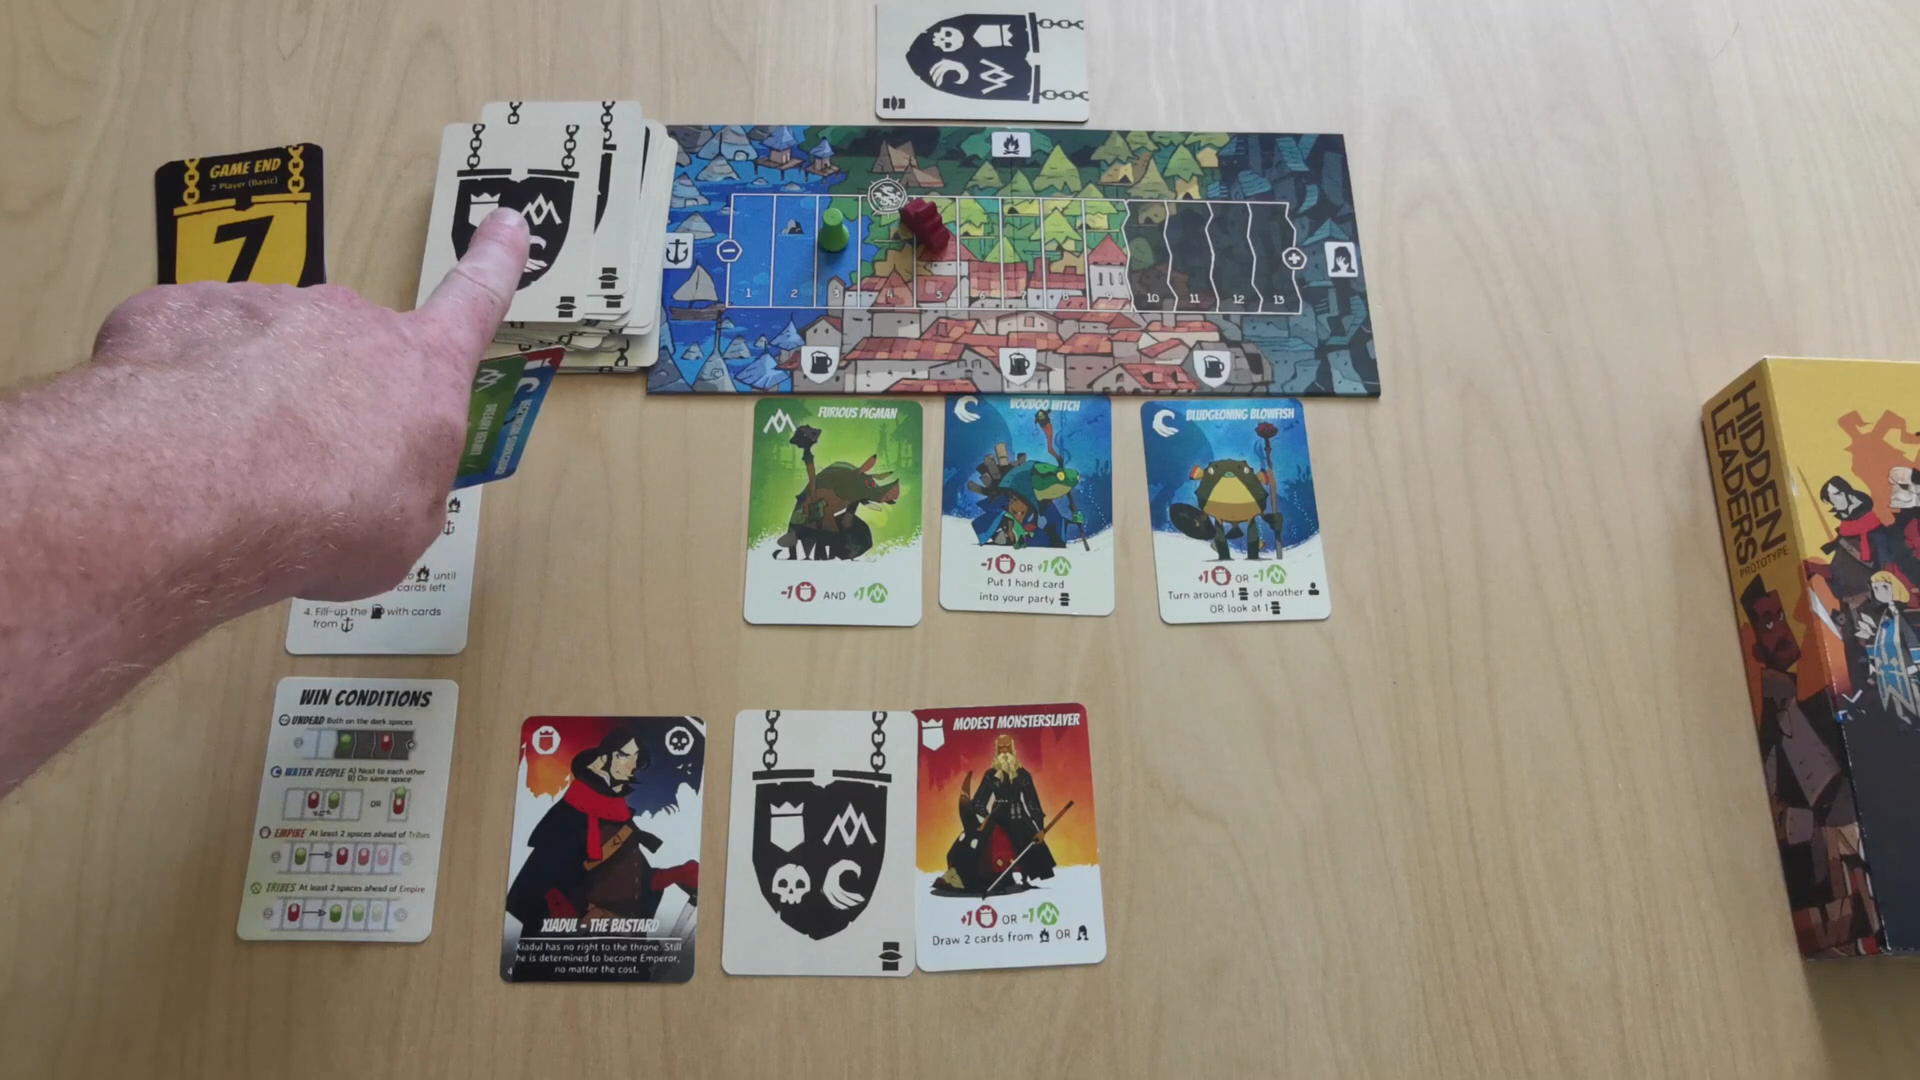 GAME END
2 Player (Basic)
7
1 2 3 4 5 6 7 8 9 10 11 12 13
FURIOUS PIGMAN
-1 AND +1
VOODOO WITCH
-1 OR +1
Put 1 hand card
into your party
BLUDGEONING BLOWFISH
+1 OR -1
Turn around 1 of another
OR look at 1
until
cards left
4. Fill-up the with cards
from
WIN CONDITIONS
UNDEAD Both on the dark spaces
WATER PEOPLE A) Next to each other
B) On same space
OR
EMPIRE At least 2 spaces ahead of Tribes
TRIBES At least 2 spaces ahead of Empire
XIADUL - THE BASTARD
Xiadul has no right to the throne. Still
he is determined to become Emperor,
no matter the cost.
4
MODEST MONSTERSLAYER
+1 OR -1
Draw 2 cards from OR
HIDDEN
LEADERS
PROTOTYPE